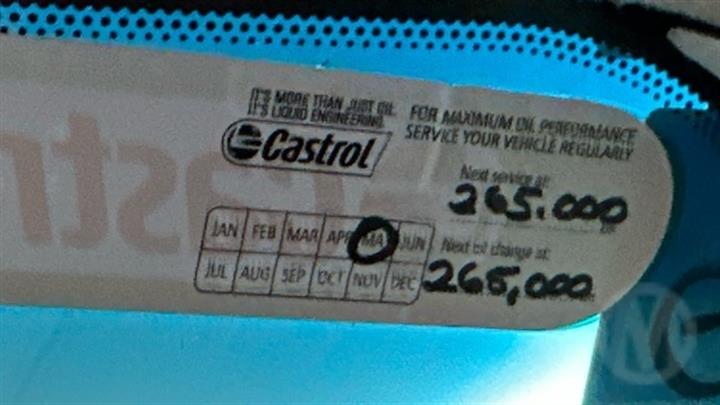 IT'S MORE THAN JUST OIL.
IT'S LIQUID ENGINEERING.
Castrol
FOR MAXIMUM OIL PERFORMANCE
SERVICE YOUR VEHICLE REGULARLY
Next service at:
265.000
JAN FEB MAR APR MAY JUN
JUL AUG SEP OCT NOV DEC
Next oil change at:
265,000